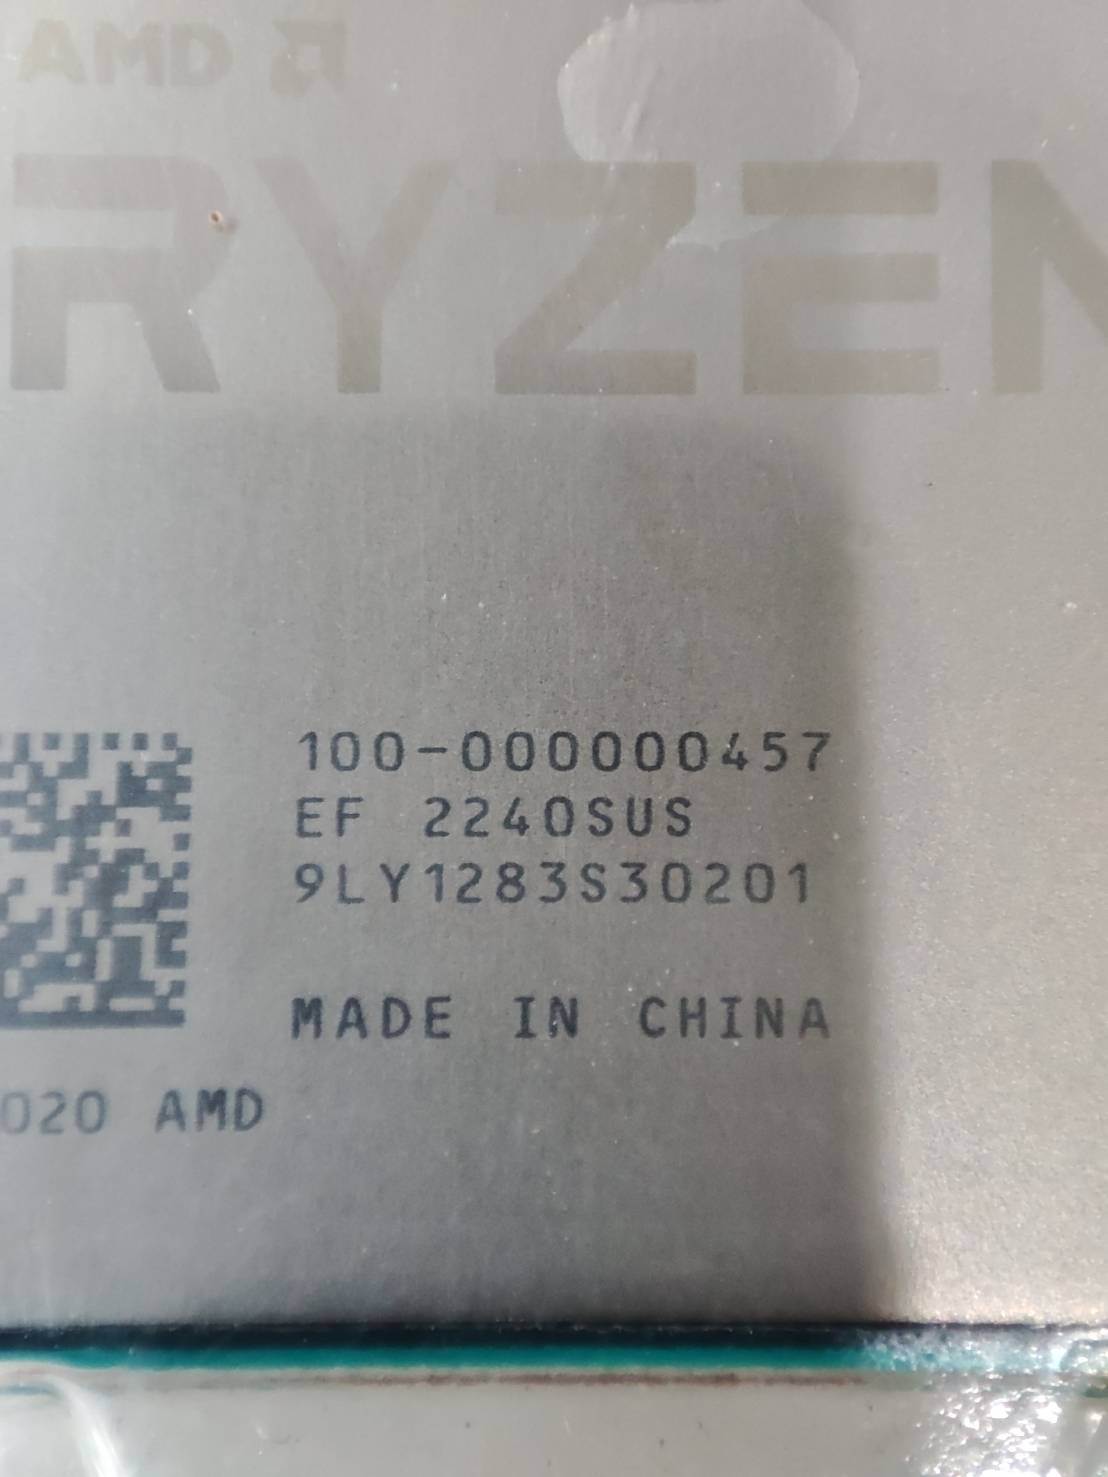 AMD
RYZEN
100-000000457
EF 2240SUS
9LY1283S30201
MADE IN CHINA
020 AMD